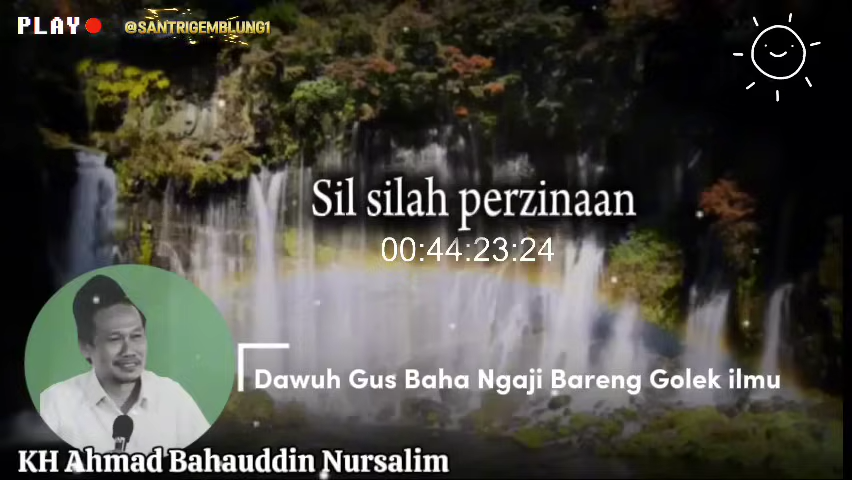 PLAY
@SANTRIGEMBLUNG1
Sil silah perzinaan
00:44:23:24
Dawuh Gus Baha Ngaji Bareng Golek ilmu
KH Ahmad Bahauddin Nursalim